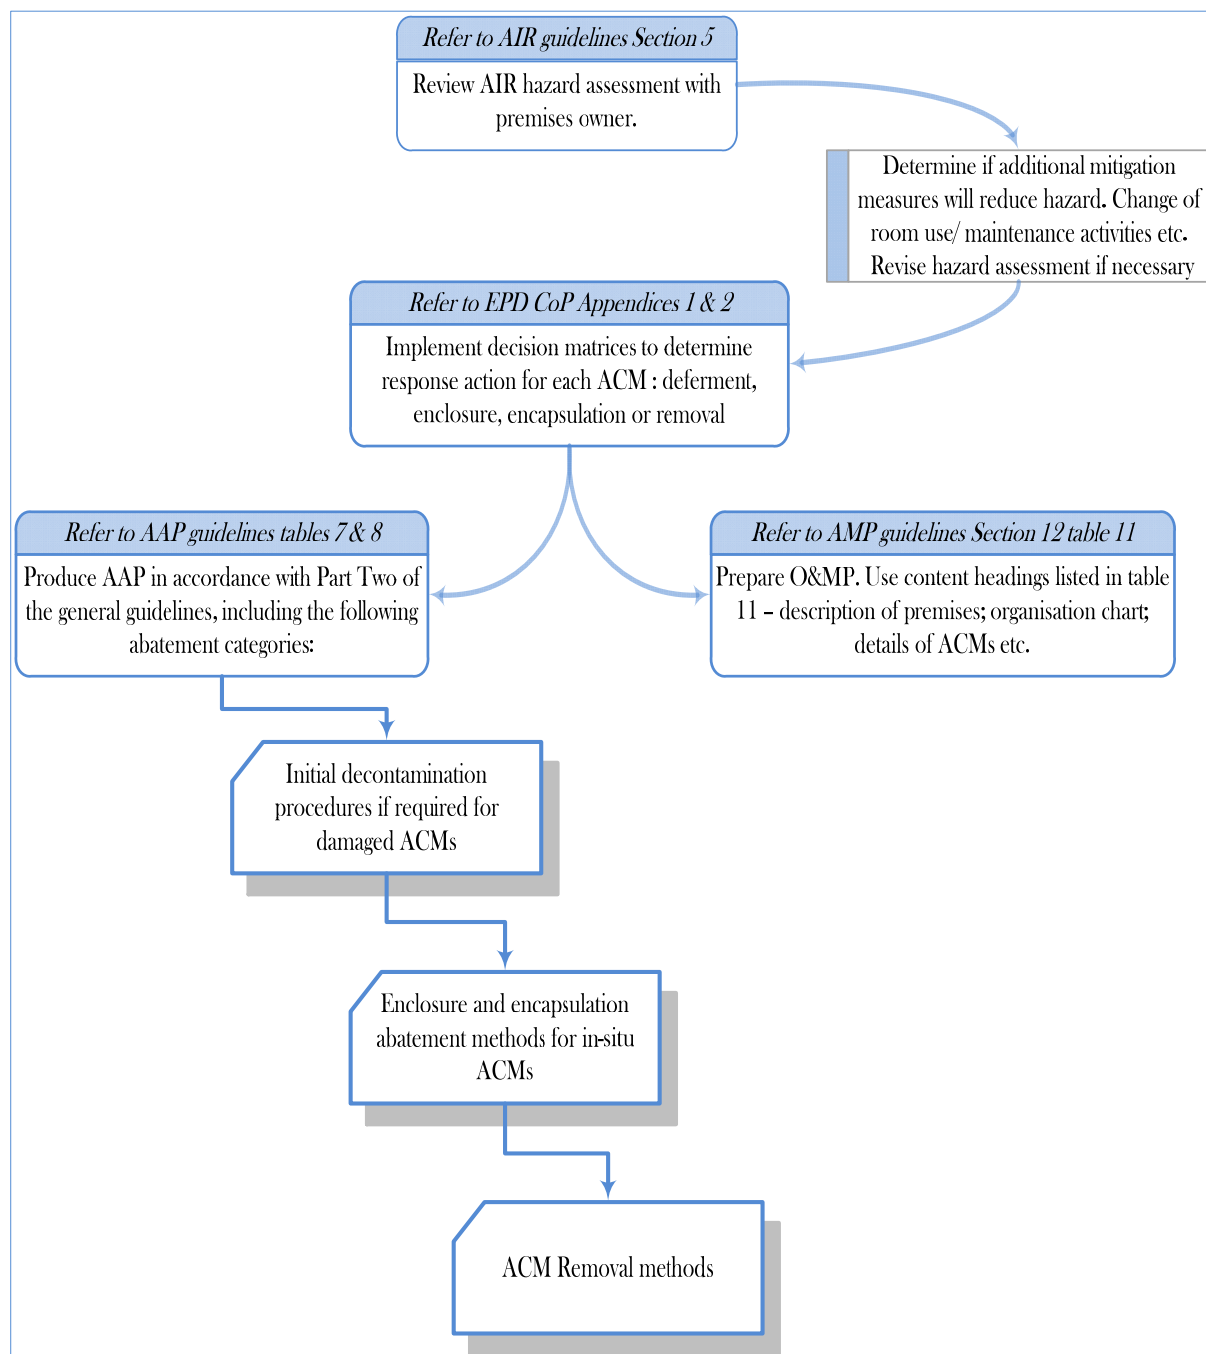 Refer to AIR guidelines Section 5
Review AIR hazard assessment with
premises owner.
Determine if additional mitigation
measures will reduce hazard. Change of
room use/ maintenance activities etc.
Revise hazard assessment if necessary
Refer to EPD CoP Appendices 1 & 2
Implement decision matrices to determine
response action for each ACM : deferment,
enclosure, encapsulation or removal
Refer to AAP guidelines tables 7 & 8
Produce AAP in accordance with Part Two of
the general guidelines, including the following
abatement categories:
Refer to AMP guidelines Section 12 table 11
Prepare O&MP. Use content headings listed in table
11 – description of premises; organisation chart;
details of ACMs etc.
Initial decontamination
procedures if required for
damaged ACMs
Enclosure and encapsulation
abatement methods for in-situ
ACMs
ACM Removal methods